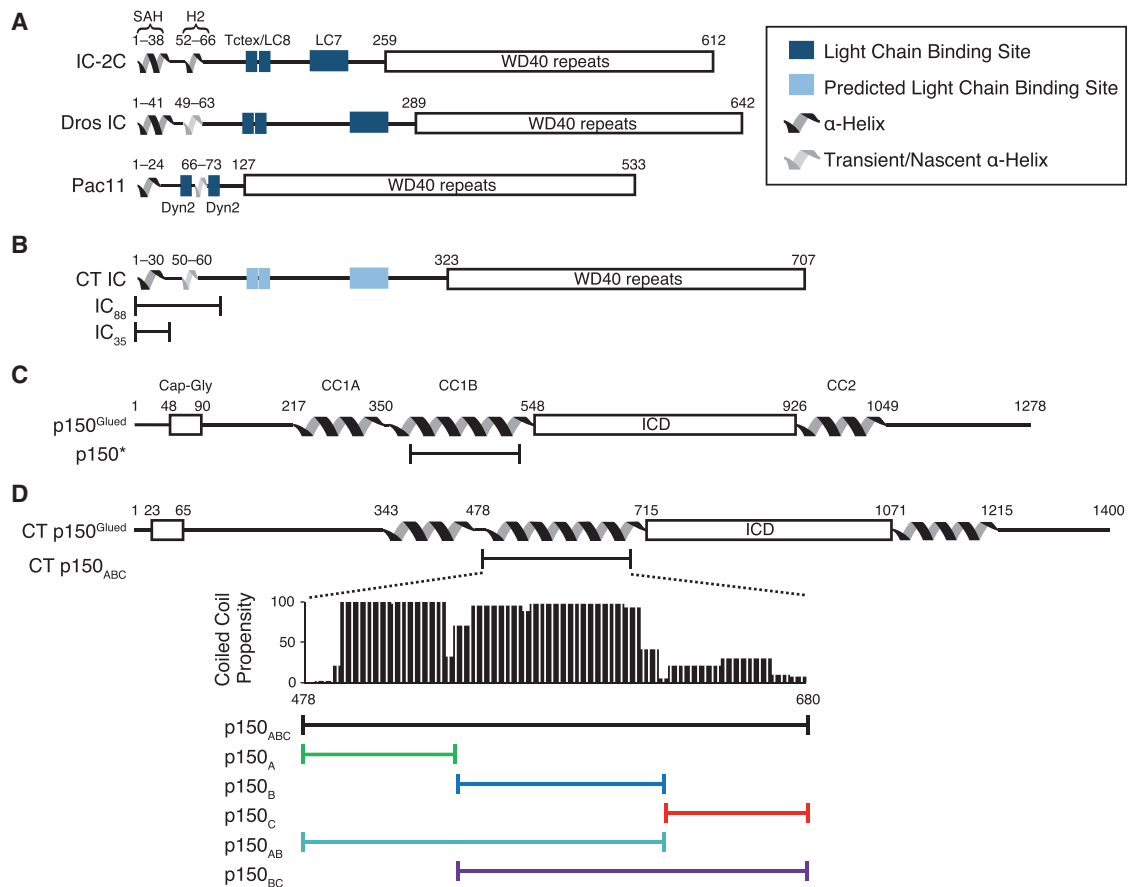 A
SAH H2
1–38 52–66 Tctex/LC8 LC7 259 612
IC-2C WD40 repeats
1–41 49–63 289 642
Dros IC WD40 repeats
1–24 66–73 127 533
Pac11 WD40 repeats
Dyn2 Dyn2
Light Chain Binding Site
Predicted Light Chain Binding Site
α-Helix
Transient/Nascent α-Helix
B
1–30 50–60 323 707
CT IC WD40 repeats
IC88
IC35
C
Cap-Gly CC1A CC1B CC2
1 48 90 217 350 548 926 1049 1278
p150Glued ICD
p150*
D
1 23 65 343 478 715 1071 1215 1400
CT p150Glued ICD
CT p150ABC
Coiled Coil
Propensity
100
50
0
478 680
p150ABC
p150A
p150B
p150C
p150AB
p150BC